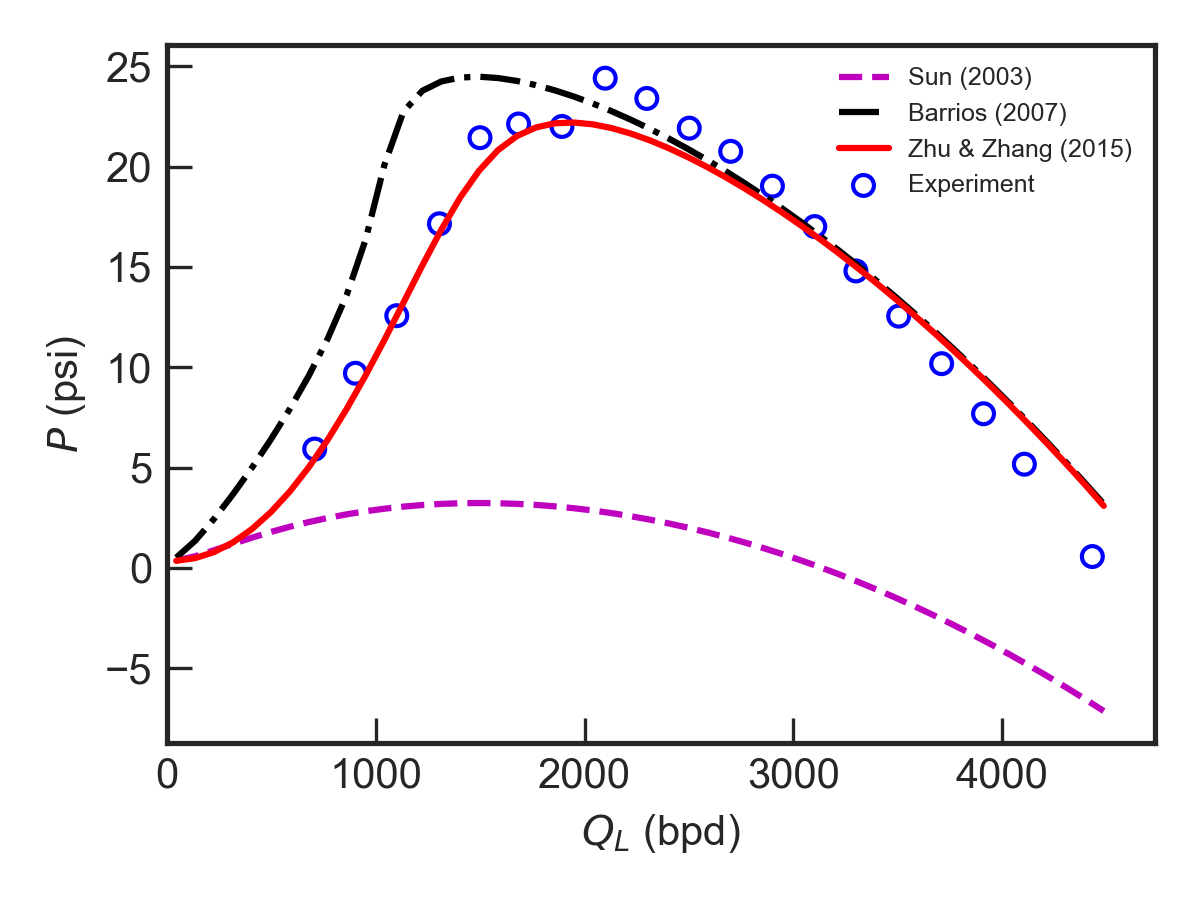 25
20
15
10
5
0
−5
P (psi)
Sun (2003)
Barrios (2007)
Zhu & Zhang (2015)
Experiment
0 1000 2000 3000 4000
Q_L (bpd)